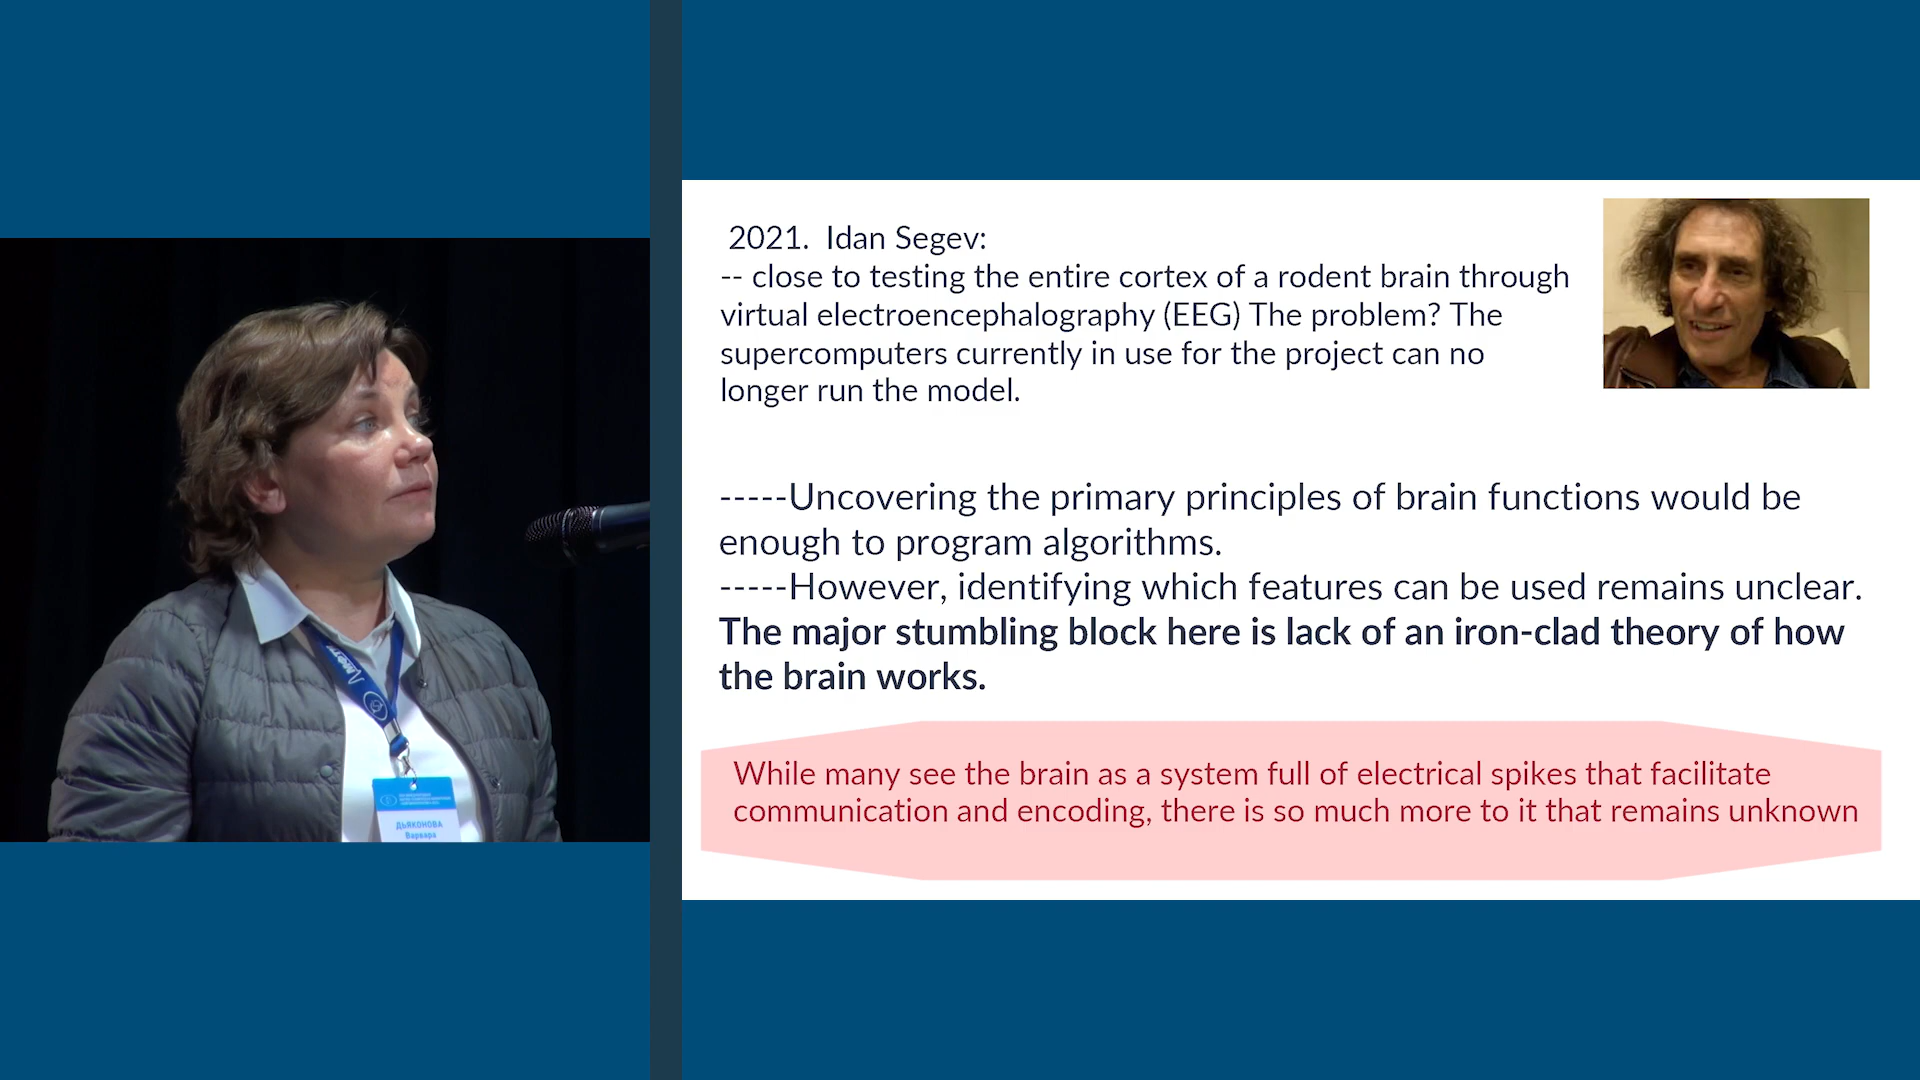 2021. Idan Segev:
-- close to testing the entire cortex of a rodent brain through
virtual electroencephalography (EEG) The problem? The
supercomputers currently in use for the project can no
longer run the model.
-----Uncovering the primary principles of brain functions would be
enough to program algorithms.
-----However, identifying which features can be used remains unclear.
The major stumbling block here is lack of an iron-clad theory of how
the brain works.
While many see the brain as a system full of electrical spikes that facilitate
communication and encoding, there is so much more to it that remains unknown
ДЬЯКОНОВА
Варвара